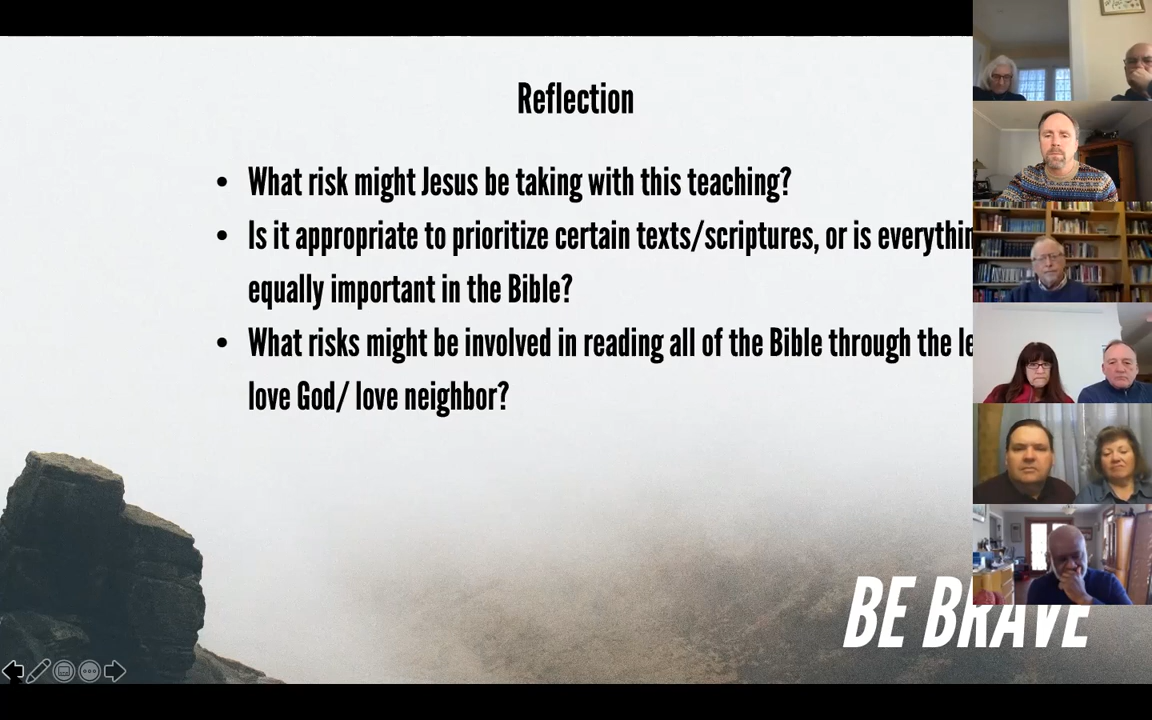 Reflection
• What risk might Jesus be taking with this teaching?
• Is it appropriate to prioritize certain texts/scriptures, or is everythin
equally important in the Bible?
• What risks might be involved in reading all of the Bible through the le
love God/ love neighbor?
BE BRAVE